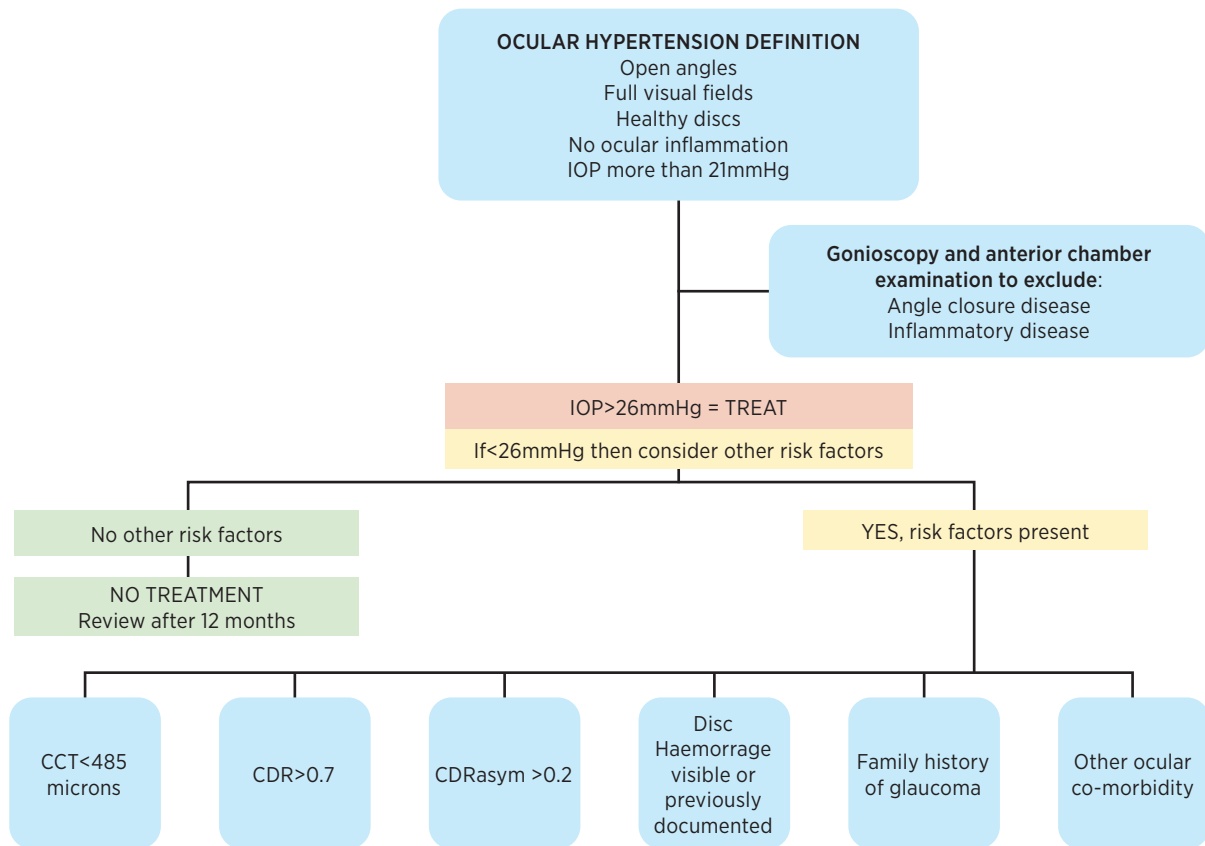 OCULAR HYPERTENSION DEFINITION
Open angles
Full visual fields
Healthy discs
No ocular inflammation
IOP more than 21mmHg
Gonioscopy and anterior chamber
examination to exclude:
Angle closure disease
Inflammatory disease
IOP>26mmHg = TREAT
If<26mmHg then consider other risk factors
No other risk factors
YES, risk factors present
NO TREATMENT
Review after 12 months
CCT<485
microns
CDR>0.7
CDRasym >0.2
Disc
Haemorrage
visible or
previously
documented
Family history
of glaucoma
Other ocular
co-morbidity